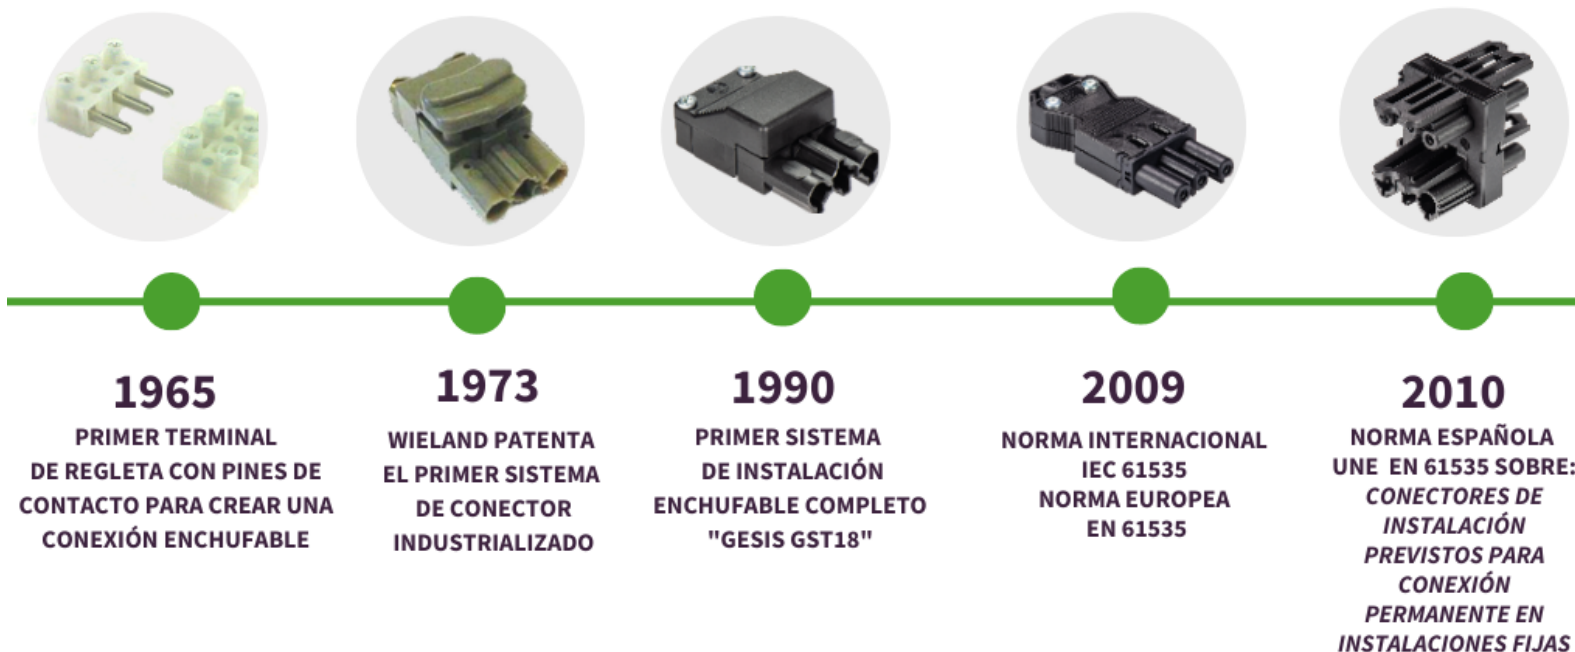 1965
PRIMER TERMINAL
DE REGLETA CON PINES DE
CONTACTO PARA CREAR UNA
CONEXIÓN ENCHUFABLE
1973
WIELAND PATENTA
EL PRIMER SISTEMA
DE CONECTOR
INDUSTRIALIZADO
1990
PRIMER SISTEMA
DE INSTALACIÓN
ENCHUFABLE COMPLETO
"GESIS GST18"
2009
NORMA INTERNACIONAL
IEC 61535
NORMA EUROPEA
EN 61535
2010
NORMA ESPAÑOLA
UNE EN 61535 SOBRE:
CONECTORES DE
INSTALACIÓN
PREVISTOS PARA
CONEXIÓN
PERMANENTE EN
INSTALACIONES FIJAS